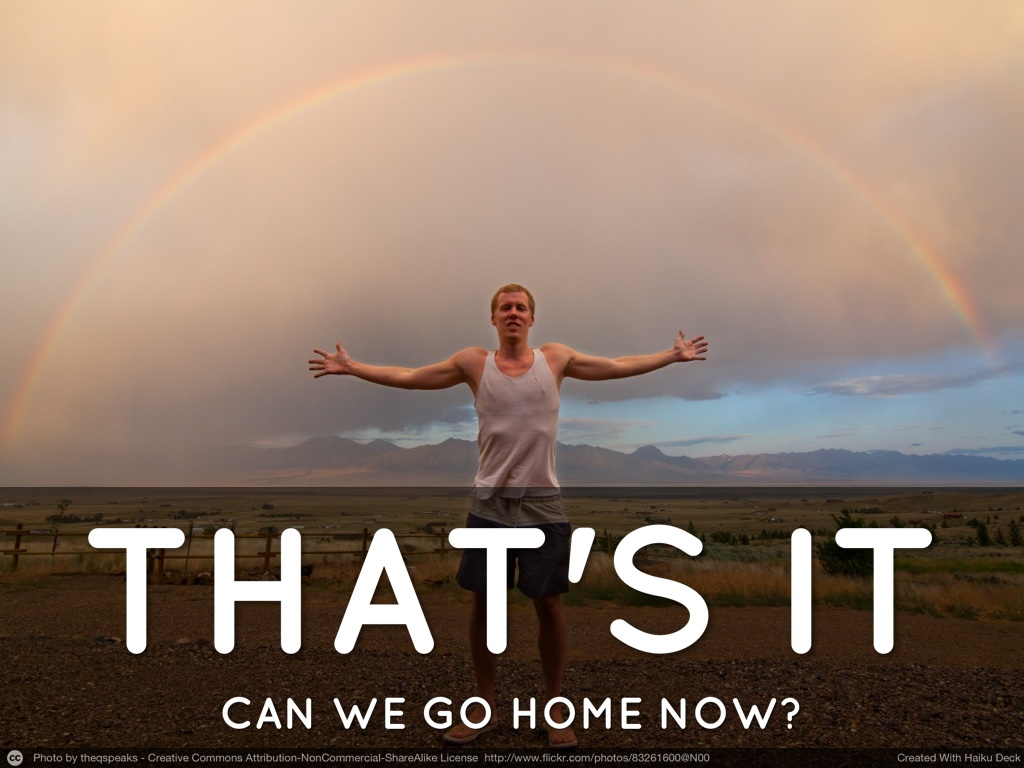 THAT'S IT
CAN WE GO HOME NOW?
cc Photo by theqspeaks - Creative Commons Attribution-NonCommercial-ShareAlike License http://www.flickr.com/photos/83261600@N00 Created With Haiku Deck